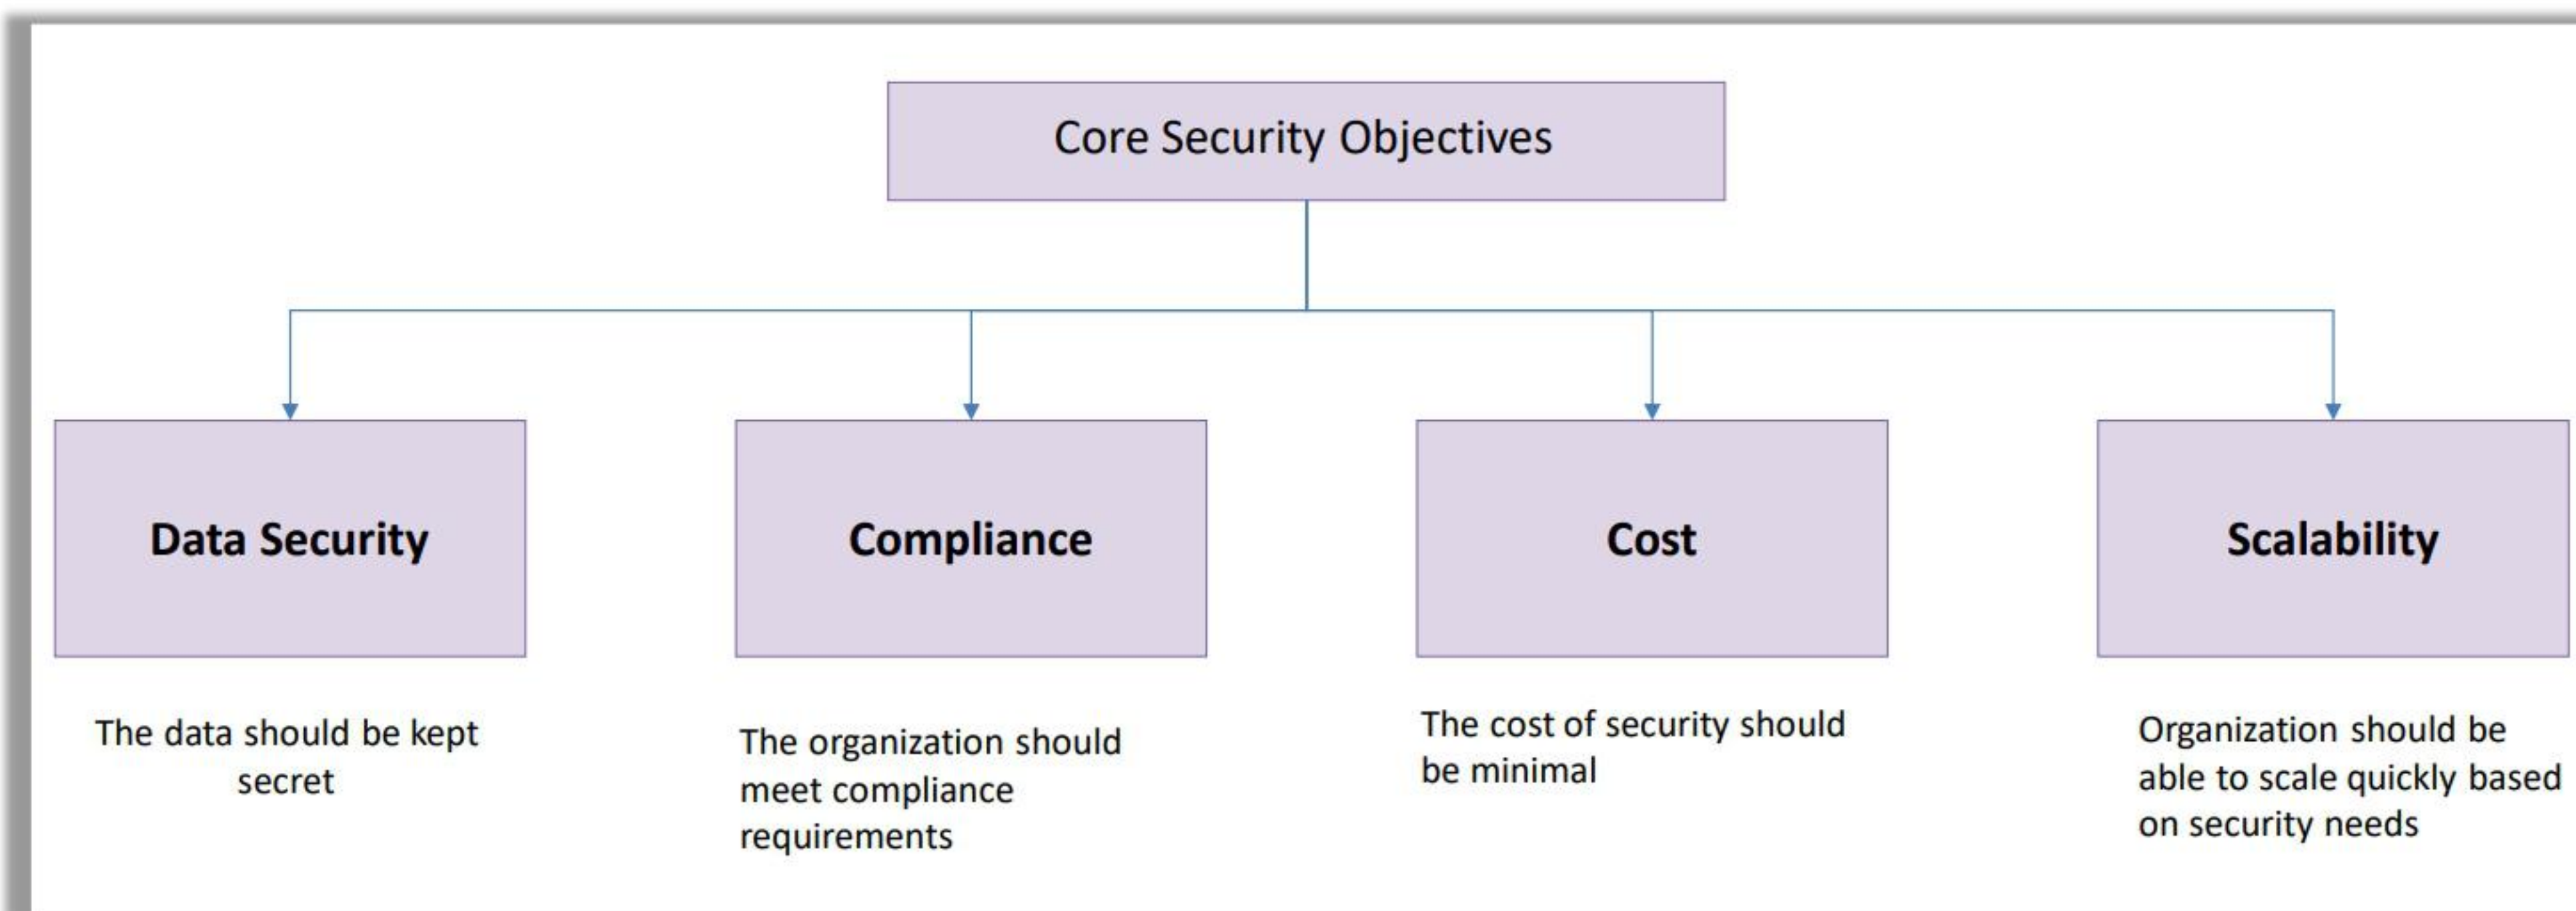 Core Security Objectives
Data Security
Compliance
Cost
Scalability
The data should be kept
secret
The organization should
meet compliance
requirements
The cost of security should
be minimal
Organization should be
able to scale quickly based
on security needs